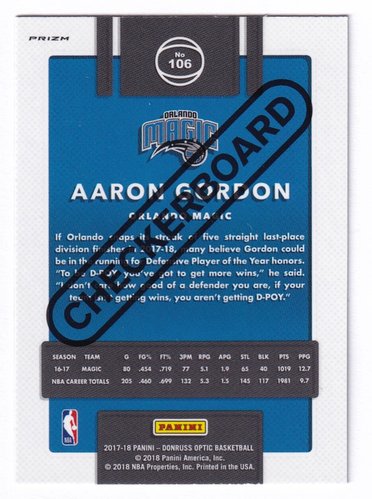 PRIZM
No
106
ORLANDO
MAGIC
AARON GORDON
ORLANDO MAGIC
If Orlando snaps its streak of five straight last-place
division finishes in 2017-18, many believe Gordon could
be in the running for Defensive Player of the Year honors.
"To be D-POY, you've got to get more wins," he said.
"I don't care how good of a defender you are, if your
team isn't getting wins, you aren't getting D-POY."
CHECKERBOARD
SEASON TEAM G FG% FT% 3PM RPG APG STL BLK PTS PPG
16-17 MAGIC 80 .454 .719 77 5.1 1.9 65 40 1019 12.7
NBA CAREER TOTALS 205 .460 .699 132 5.3 1.5 145 117 1981 9.7
NBA
PANINI
2017-18 PANINI - DONRUSS OPTIC BASKETBALL
© 2018 Panini America, Inc.
© 2018 NBA Properties, Inc. Printed in the USA.